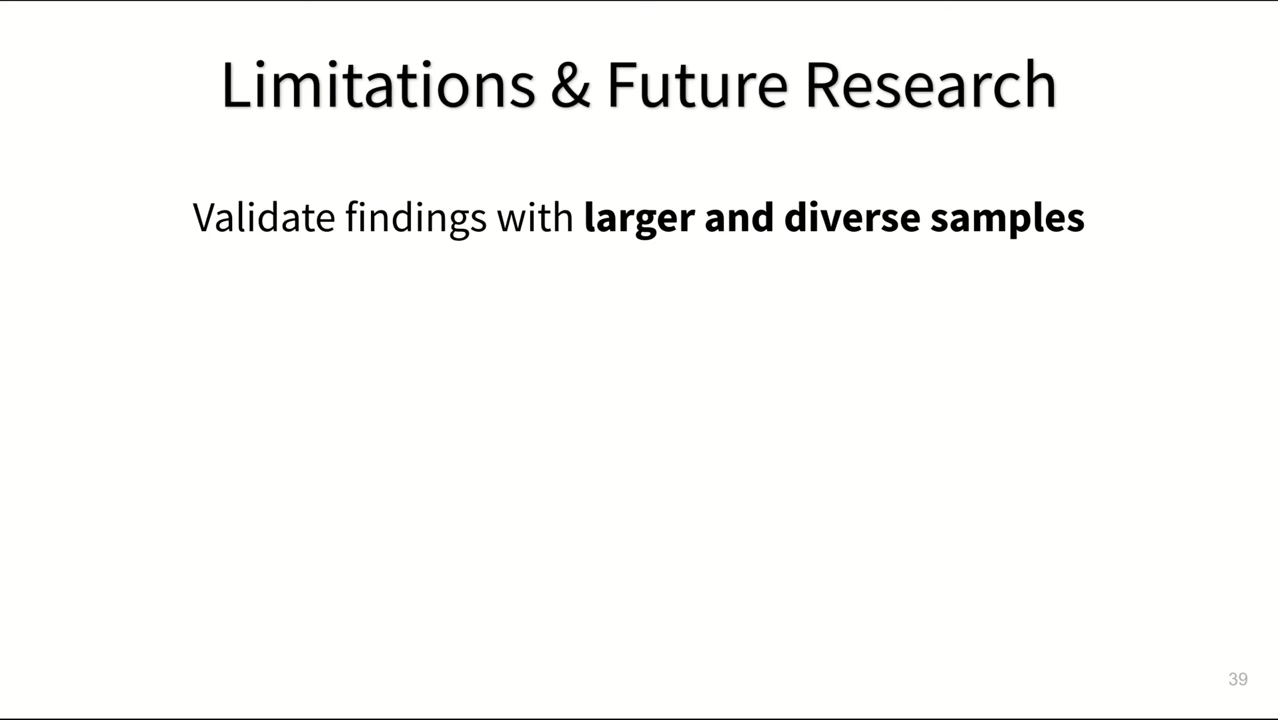 Limitations & Future Research
Validate findings with larger and diverse samples
39